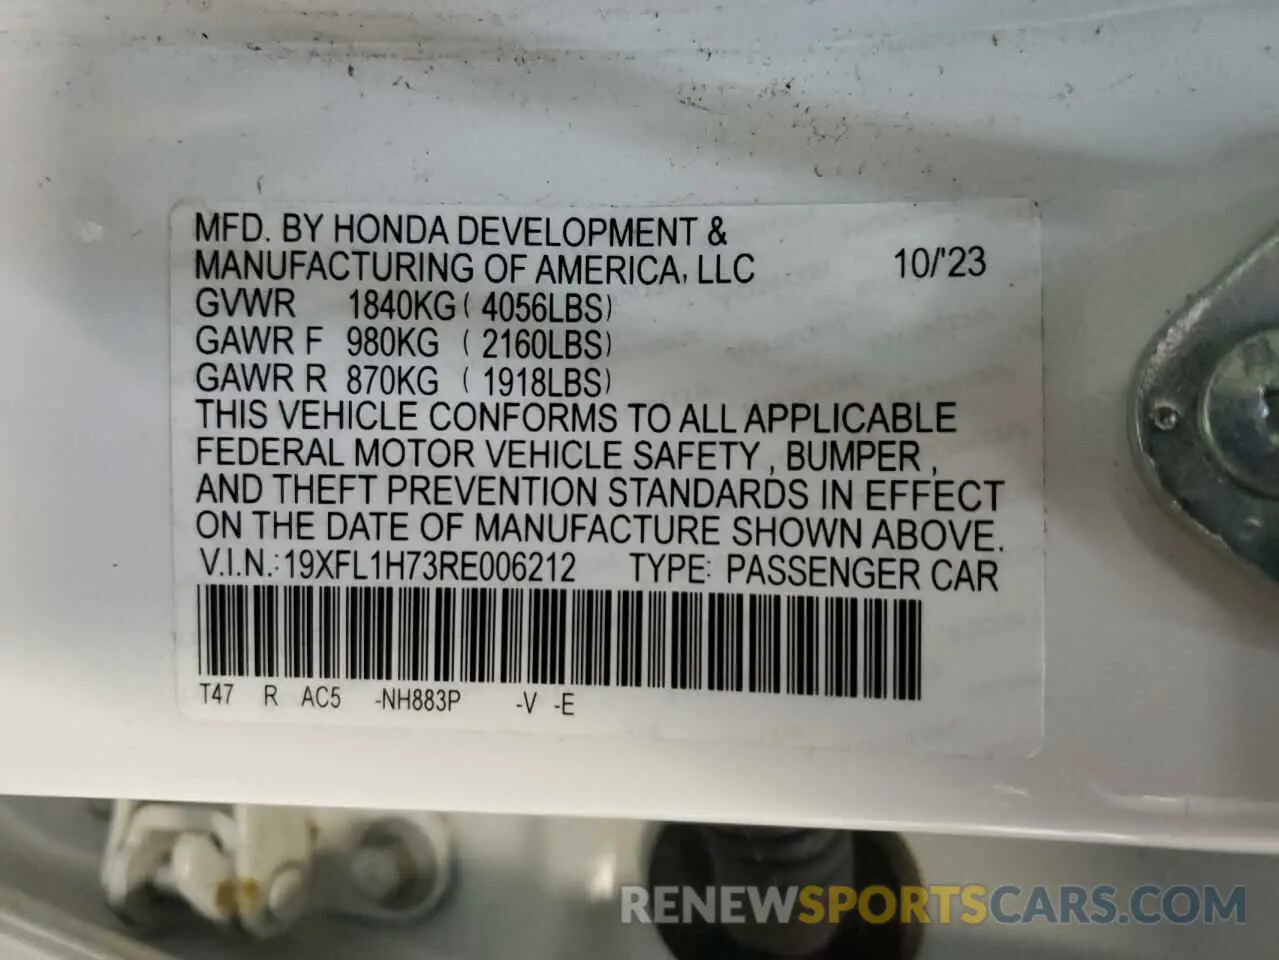 MFD. BY HONDA DEVELOPMENT &
MANUFACTURING OF AMERICA, LLC 10/'23
GVWR 1840KG ( 4056LBS)
GAWR F 980KG ( 2160LBS)
GAWR R 870KG ( 1918LBS)
THIS VEHICLE CONFORMS TO ALL APPLICABLE
FEDERAL MOTOR VEHICLE SAFETY , BUMPER ,
AND THEFT PREVENTION STANDARDS IN EFFECT
ON THE DATE OF MANUFACTURE SHOWN ABOVE.
V.I.N.: 19XFL1H73RE006212 TYPE: PASSENGER CAR
T47 R AC5 -NH883P -V -E
RENEWSPORTSCARS.COM